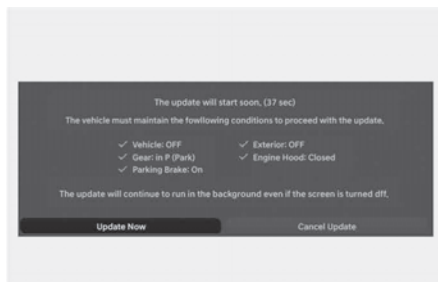 The update will start soon, (37 sec)
The vehicle must maintain the fowllowing conditions to proceed with the update,
✓ Vehicle: OFF
✓ Gear: in P (Park)
✓ Parking Brake: On
✓ Exterior: OFF
✓ Engine Hood: Closed
The update will continue to run in the background even if the screen is turned dff,
Update Now
Cancel Update